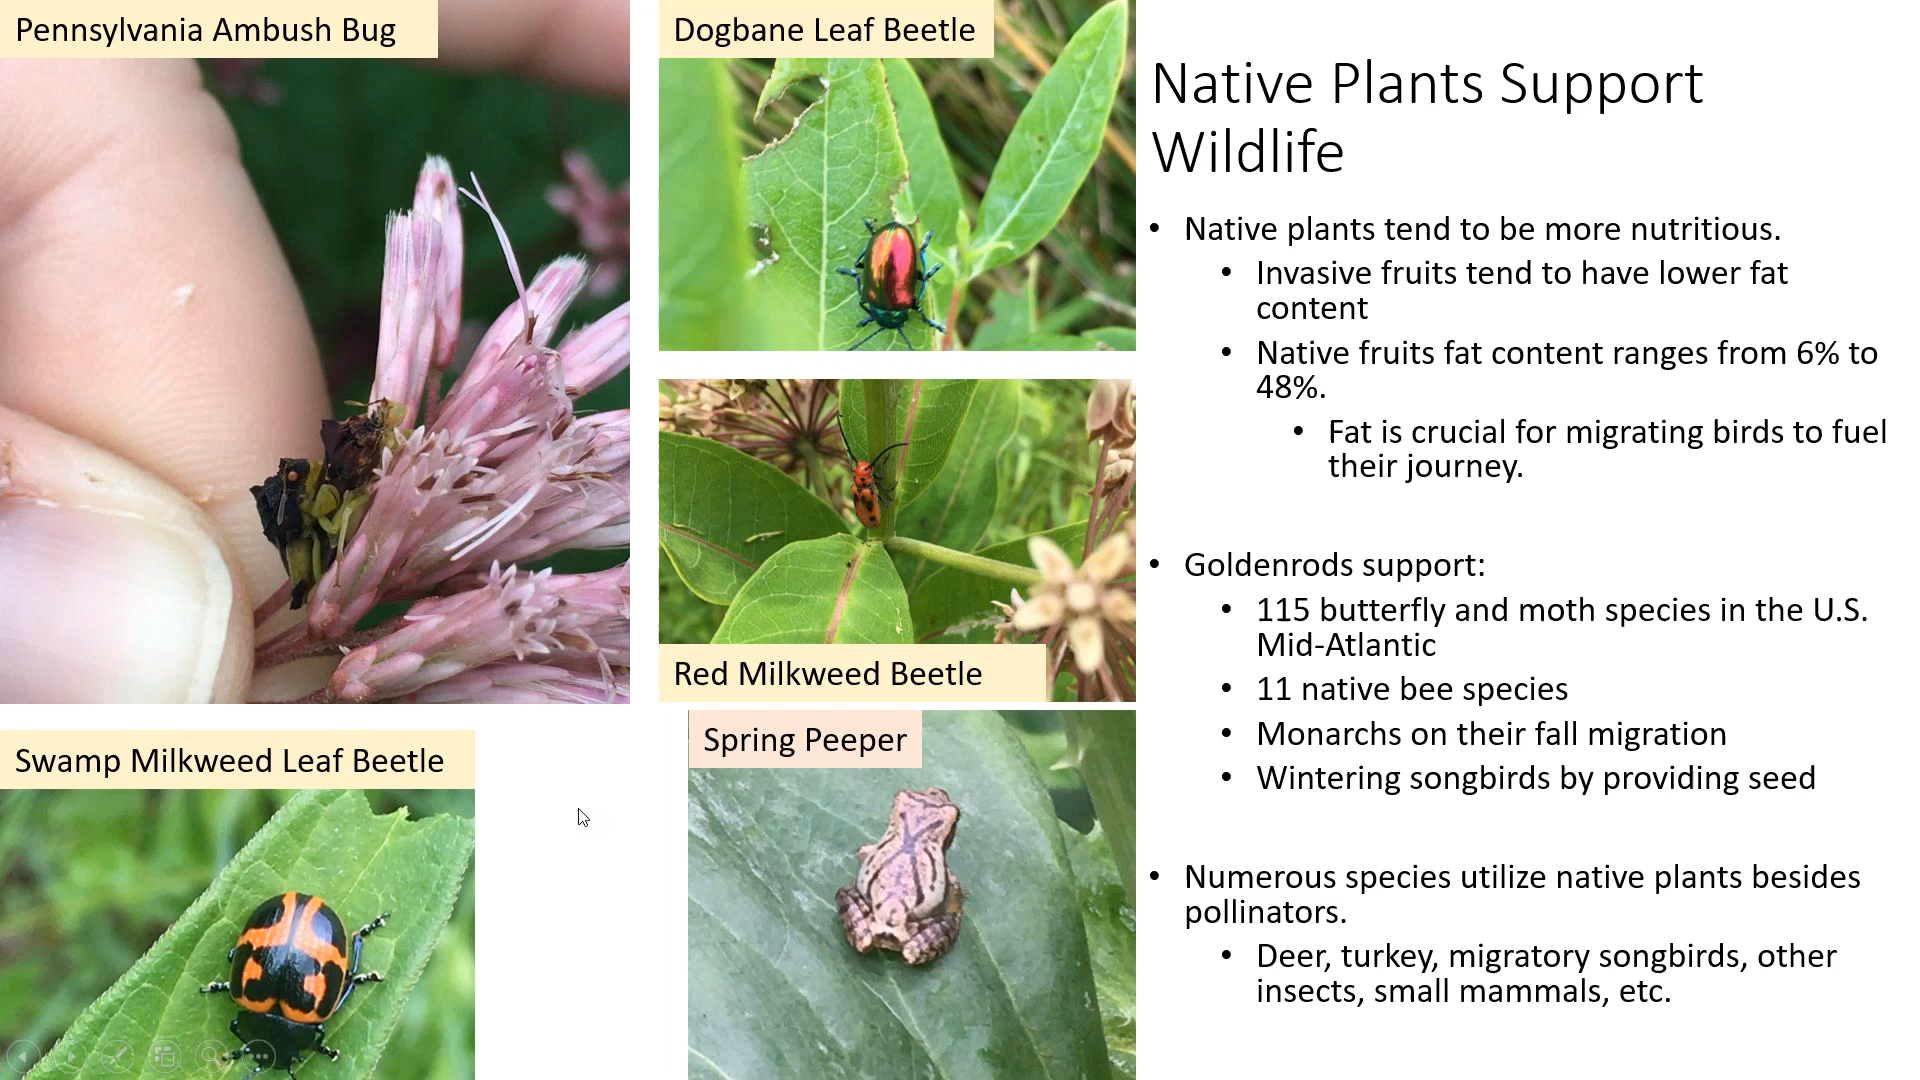 Pennsylvania Ambush Bug
Dogbane Leaf Beetle
Red Milkweed Beetle
Swamp Milkweed Leaf Beetle
Spring Peeper
Native Plants Support
Wildlife
• Native plants tend to be more nutritious.
• Invasive fruits tend to have lower fat
content
• Native fruits fat content ranges from 6% to
48%.
• Fat is crucial for migrating birds to fuel
their journey.
• Goldenrods support:
• 115 butterfly and moth species in the U.S.
Mid-Atlantic
• 11 native bee species
• Monarchs on their fall migration
• Wintering songbirds by providing seed
• Numerous species utilize native plants besides
pollinators.
• Deer, turkey, migratory songbirds, other
insects, small mammals, etc.